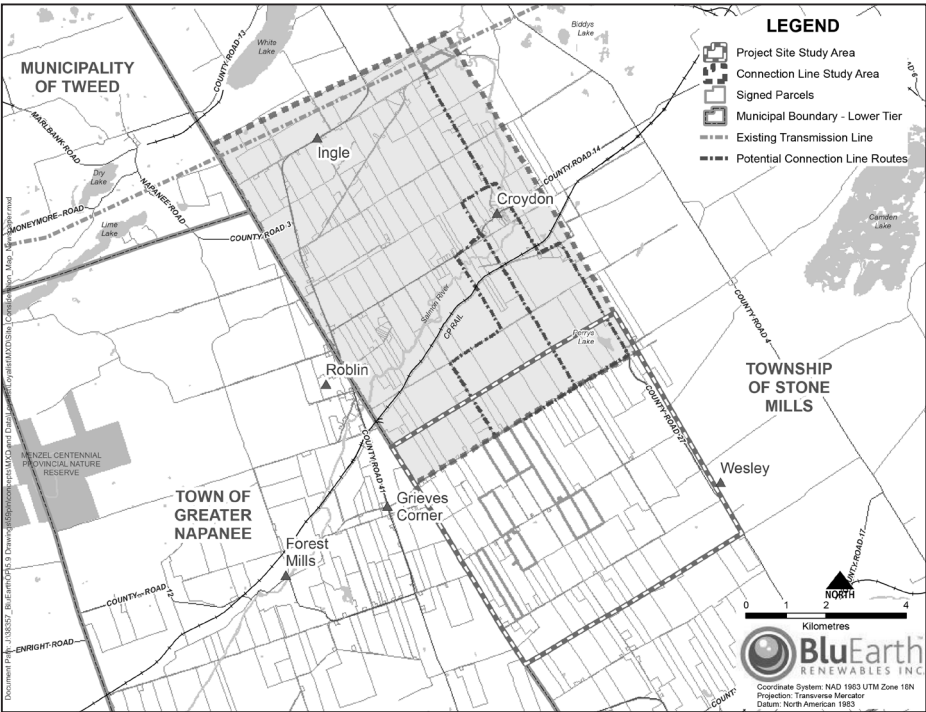 LEGEND
Project Site Study Area
Connection Line Study Area
Signed Parcels
Municipal Boundary - Lower Tier
Existing Transmission Line
Potential Connection Line Routes
MUNICIPALITY
OF TWEED
White
Lake
Biddys
Lake
COUNTY-ROAD-13
MARLBANK-ROAD
Ingle
COUNTY-ROAD-14
Dry
Lake
NAPANEE-ROAD
Croydon
MONEYMORE-ROAD
Lime
Lake
COUNTY-ROAD 3
Camden
Lake
Salmon River
CP RAIL
COUNTY-ROAD 4
Perrys
Lake
Roblin
TOWNSHIP
OF STONE
MILLS
COUNTY-ROAD-27
COUNTY-ROAD-41
MENZEL CENTENNIAL
PROVINCIAL NATURE
RESERVE
Wesley
TOWN OF
GREATER
NAPANEE
Grieves
Corner
Forest
Mills
COUNTY-ROAD-17
COUNTY-ROAD-12
ENRIGHT-ROAD
NORTH
0 1 2 4
Kilometres
BluEarth
RENEWABLES INC.
Coordinate System: NAD 1983 UTM Zone 18N
Projection: Transverse Mercator
Datum: North American 1983